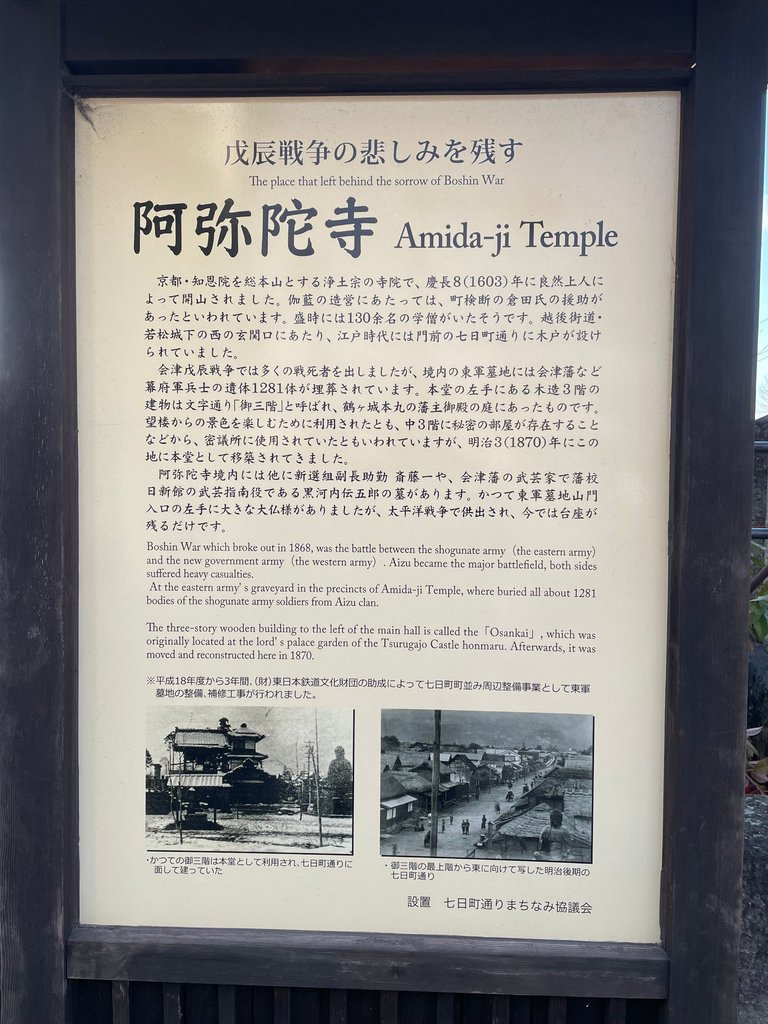 戊辰戦争の悲しみを残す
The place that left behind the sorrow of Boshin War
阿弥陀寺 Amida-ji Temple
京都・知恩院を総本山とする浄土宗の寺院で、慶長8(1603)年に良然上人に
よって開山されました。伽藍の造営にあたっては、町検断の倉田氏の援助が
あったといわれています。盛時には130余名の学僧がいたそうです。越後街道・
若松城下の西の玄関口にあたり、江戸時代には門前の七日町通りに木戸が設け
られていました。
会津戊辰戦争では多くの戦死者を出しましたが、境内の東軍墓地には会津藩など
幕府軍兵士の遺体1281体が埋葬されています。本堂の左手にある木造3階の
建物は文字通り「御三階」と呼ばれ、鶴ヶ城本丸の藩主御殿の庭にあったものです。
望楼からの景色を楽しむために利用されたとも、中3階に秘密の部屋が存在すること
などから、密議所に使用されていたともいわれていますが、明治3(1870)年にこの
地に本堂として移築されてきました。
阿弥陀寺境内には他に新選組副長助勤 斎藤一や、会津藩の武芸家で藩校
日新館の武芸指南役である黒河内伝五郎の墓があります。かつて東軍墓地山門
入口の左手に大きな大仏様がありましたが、太平洋戦争で供出され、今では台座が
残るだけです。
Boshin War which broke out in 1868, was the battle between the shogunate army (the eastern army)
and the new government army (the western army) . Aizu became the major battlefield, both sides
suffered heavy casualties.
At the eastern army's graveyard in the precincts of Amida-ji Temple, where buried all about 1281
bodies of the shogunate army soldiers from Aizu clan.
The three-story wooden building to the left of the main hall is called the「Osankai」, which was
originally located at the lord's palace garden of the Tsurugajo Castle honmaru. Afterwards, it was
moved and reconstructed here in 1870.
※平成18年度から3年間、(財)東日本鉄道文化財団の助成によって七日町町並み周辺整備事業として東軍
墓地の整備、補修工事が行われました。
・かつての御三階は本堂として利用され、七日町通りに
面して建っていた
・御三階の最上階から東に向けて写した明治後期の
七日町通り
設置 七日町通りまちなみ協議会